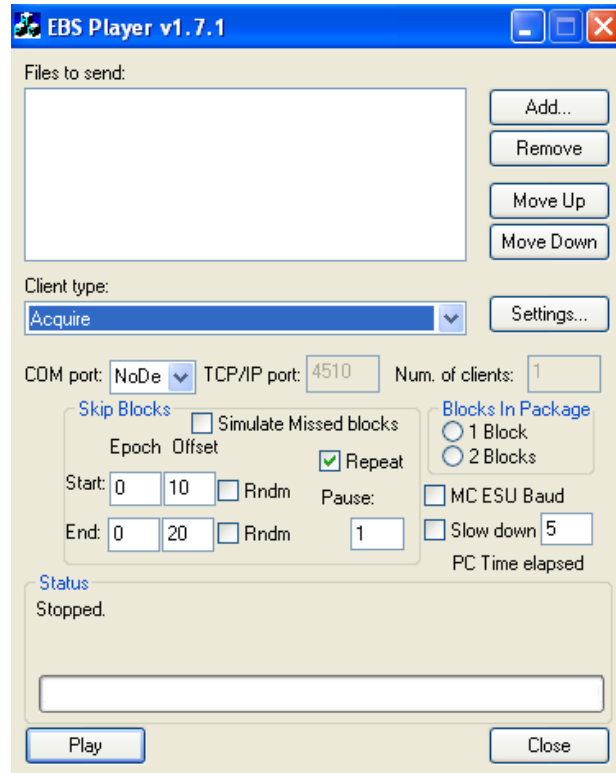 EBS Player v1.7.1
Files to send:
Add...
Remove
Move Up
Move Down
Client type:
Acquire
Settings...
COM port: NoDe TCP/IP port: 4510 Num. of clients: 1
Skip Blocks
Simulate Missed blocks
Epoch Offset
Repeat
Start: 0 10 Rndm
Pause:
End: 0 20 Rndm
1
Blocks In Package
1 Block
2 Blocks
MC ESU Baud
Slow down 5
PC Time elapsed
Status
Stopped.
Play
Close